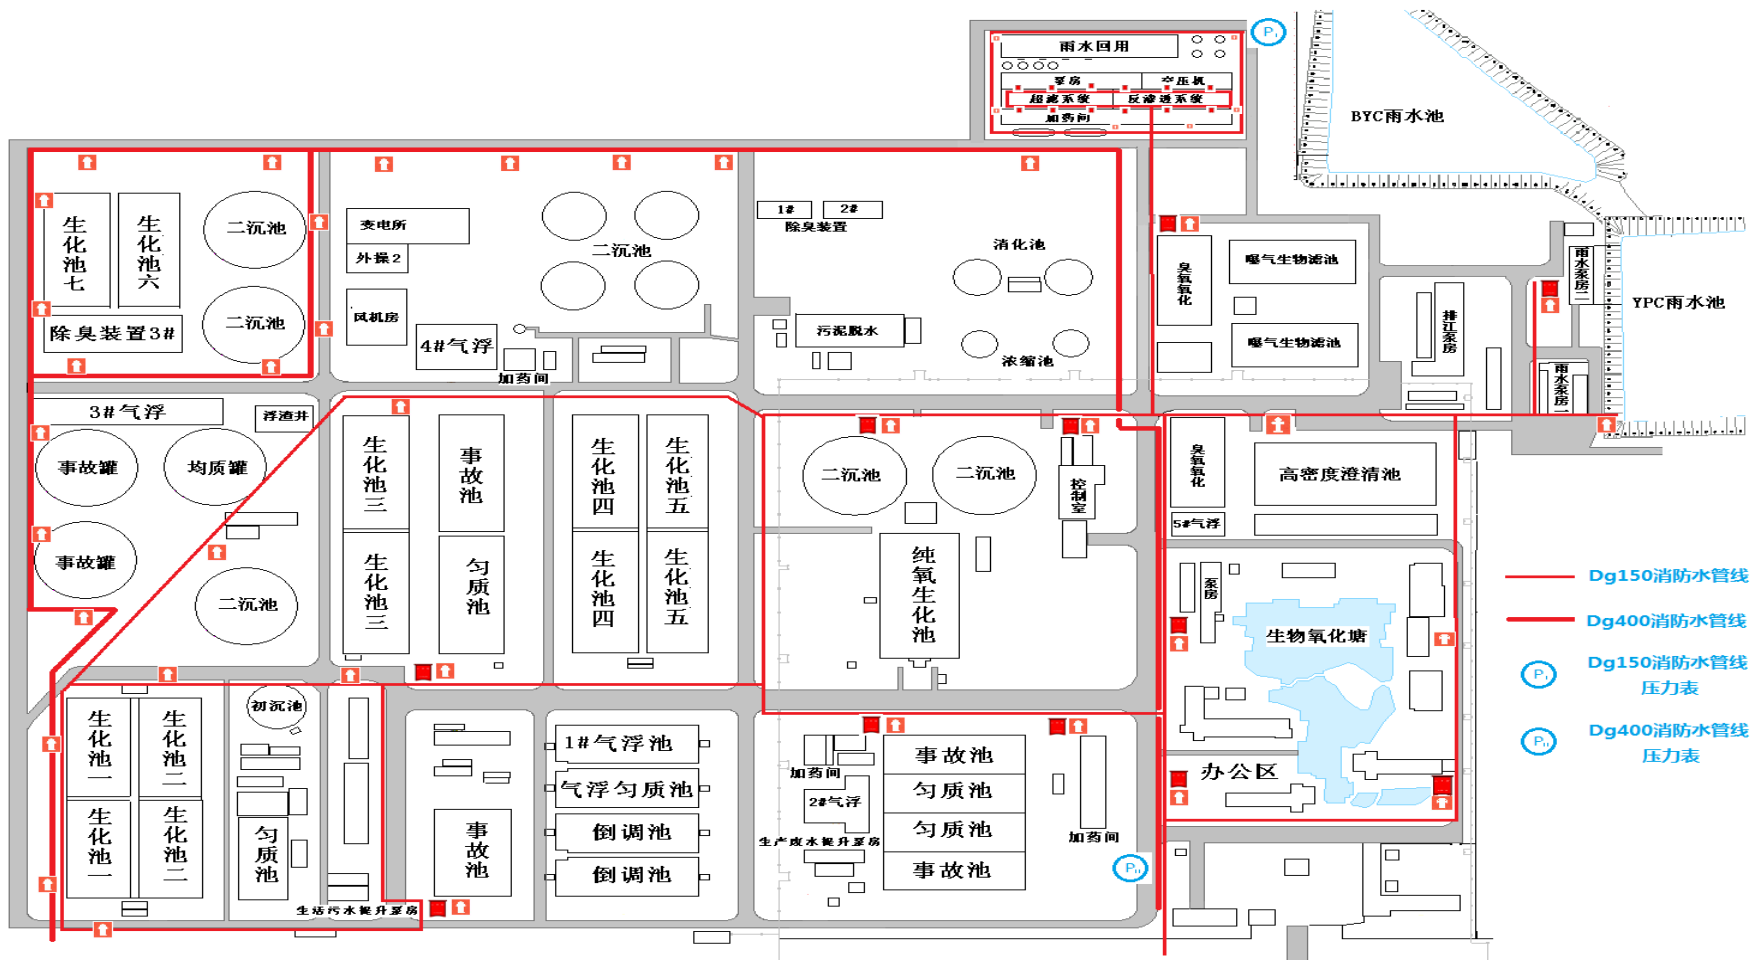 雨水回用
P I
泵房
空压机
超滤系统
反渗透系统
加药间
BYC雨水池
生化池七
生化池六
二沉池
变电所
外操2
二沉池
1#
2#
除臭装置
消化池
臭氧氧化
曝气生物滤池
雨水泵房二
YPC雨水池
除臭装置3#
二沉池
风机房
4#气浮
加药间
污泥脱水
浓缩池
曝气生物滤池
排江泵房
雨水泵房一
3#气浮
浮渣井
事故罐
均质罐
生化池三
事故池
生化池四
生化池五
二沉池
二沉池
控制室
臭氧氧化
高密度澄清池
5#气浮
事故罐
二沉池
生化池三
匀质池
生化池四
生化池五
纯氧生化池
泵房
生物氧化塘
Dg150消防水管线
Dg400消防水管线
P I
Dg150消防水管线
压力表
P II
Dg400消防水管线
压力表
生化池一
生化池二
初沉池
1#气浮池
事故池
加药间
办公区
气浮匀质池
匀质池
2#气浮
生化池一
生化池二
匀质池
事故池
倒调池
匀质池
生产废水提升泵房
加药间
倒调池
事故池
P II
生活污水提升泵房